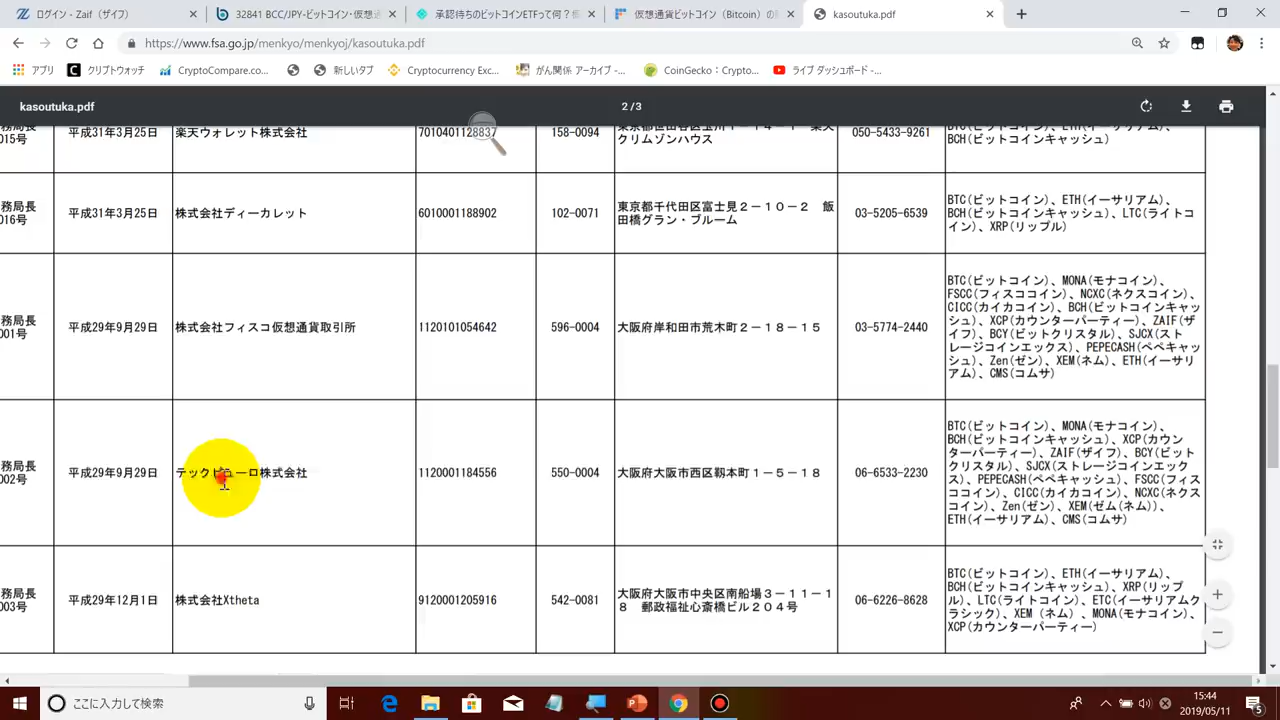 ログイン - Zaif（ザイフ）
32841 BCC/JPY-ビットコイン・仮想通
承認待ちのビットコインETFって何？
仮想通貨ビットコイン（Bitcoin）の
kasoutuka.pdf
https://www.fsa.go.jp/menkyo/menkyoj/kasoutuka.pdf
アプリ
クリプトウォッチ
CryptoCompare.co...
新しいタブ
Cryptocurrency Exc...
がん関係 アーカイブ -...
CoinGecko：Crypto...
ライブ ダッシュボード -...
kasoutuka.pdf
2 / 3
務局長
015号
平成31年3月25日
楽天ウォレット株式会社
7010401128837
158-0094
クリムゾンハウス
050-5433-9261
BCH(ビットコインキャッシュ)
務局長
016号
平成31年3月25日
株式会社ディーカレット
6010001188902
102-0071
東京都千代田区富士見２－１０－２　飯
田橋グラン・ブルーム
03-5205-6539
BTC(ビットコイン)、ETH(イーサリアム)、
BCH(ビットコインキャッシュ)、LTC(ライトコ
イン)、XRP(リップル)
務局長
001号
平成29年9月29日
株式会社フィスコ仮想通貨取引所
1120101054642
596-0004
大阪府岸和田市荒木町２－１８－１５
03-5774-2440
BTC(ビットコイン)、MONA(モナコイン)、
FSCC(フィスココイン)、NCXC(ネクスコイン)、
CICC(カイカコイン)、BCH(ビットコインキャッ
シュ)、XCP(カウンターパーティー)、ZAIF(ザ
イフ)、BCY(ビットクリスタル)、SJCX(スト
レージコインエックス)、PEPECASH(ペペキャッ
シュ)、Zen(ゼン)、XEM(ネム)、ETH(イーサリ
アム)、CMS(コムサ)
務局長
002号
平成29年9月29日
テックビューロ株式会社
1120001184556
550-0004
大阪府大阪市西区靱本町１－５－１８
06-6533-2230
BTC(ビットコイン)、MONA(モナコイン)、
BCH(ビットコインキャッシュ)、XCP(カウン
ターパーティー)、ZAIF(ザイフ)、BCY(ビット
クリスタル)、SJCX(ストレージコインエック
ス)、PEPECASH(ペペキャッシュ)、FSCC(フィス
ココイン)、CICC(カイカコイン)、NCXC(ネクス
コイン)、Zen(ゼン)、XEM(ゼム(ネム))、
ETH(イーサリアム)、CMS(コムサ)
務局長
003号
平成29年12月1日
株式会社Xtheta
9120001205916
542-0081
大阪府大阪市中央区南船場３－１１－１
８　郵政福祉心斎橋ビル２０４号
06-6226-8628
BTC(ビットコイン)、ETH(イーサリアム)、
BCH(ビットコインキャッシュ)、XRP(リップ
ル)、LTC(ライトコイン)、ETC(イーサリアムク
ラシック)、XEM（ネム）、MONA(モナコイン)、
XCP(カウンターパーティー)
ここに入力して検索
15:44
2019/05/11
5